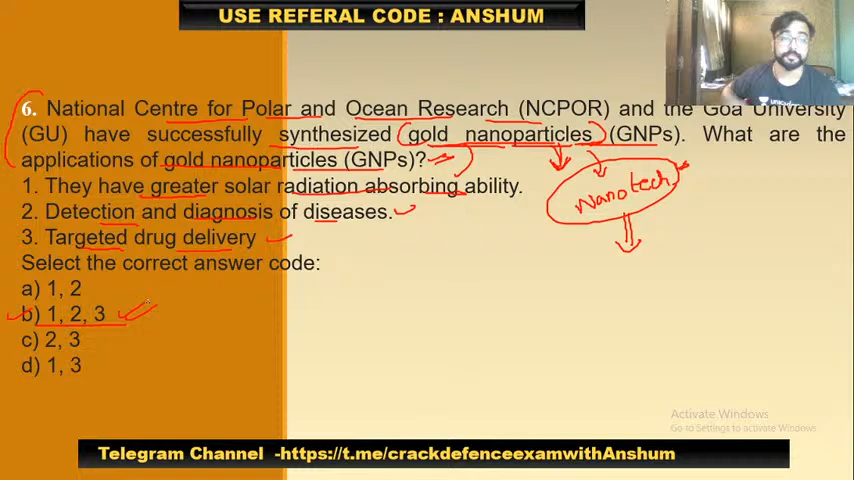 USE REFERAL CODE : ANSHUM
6. National Centre for Polar and Ocean Research (NCPOR) and the Goa University
(GU) have successfully synthesized gold nanoparticles (GNPs). What are the
applications of gold nanoparticles (GNPs)?
1. They have greater solar radiation absorbing ability.
Nanotech
2. Detection and diagnosis of diseases.
3. Targeted drug delivery
Select the correct answer code:
a) 1, 2
b) 1, 2, 3
c) 2, 3
d) 1, 3
Activate Windows
Go to Settings to activate Windows.
Telegram Channel -https://t.me/crackdefenceexamwithAnshum